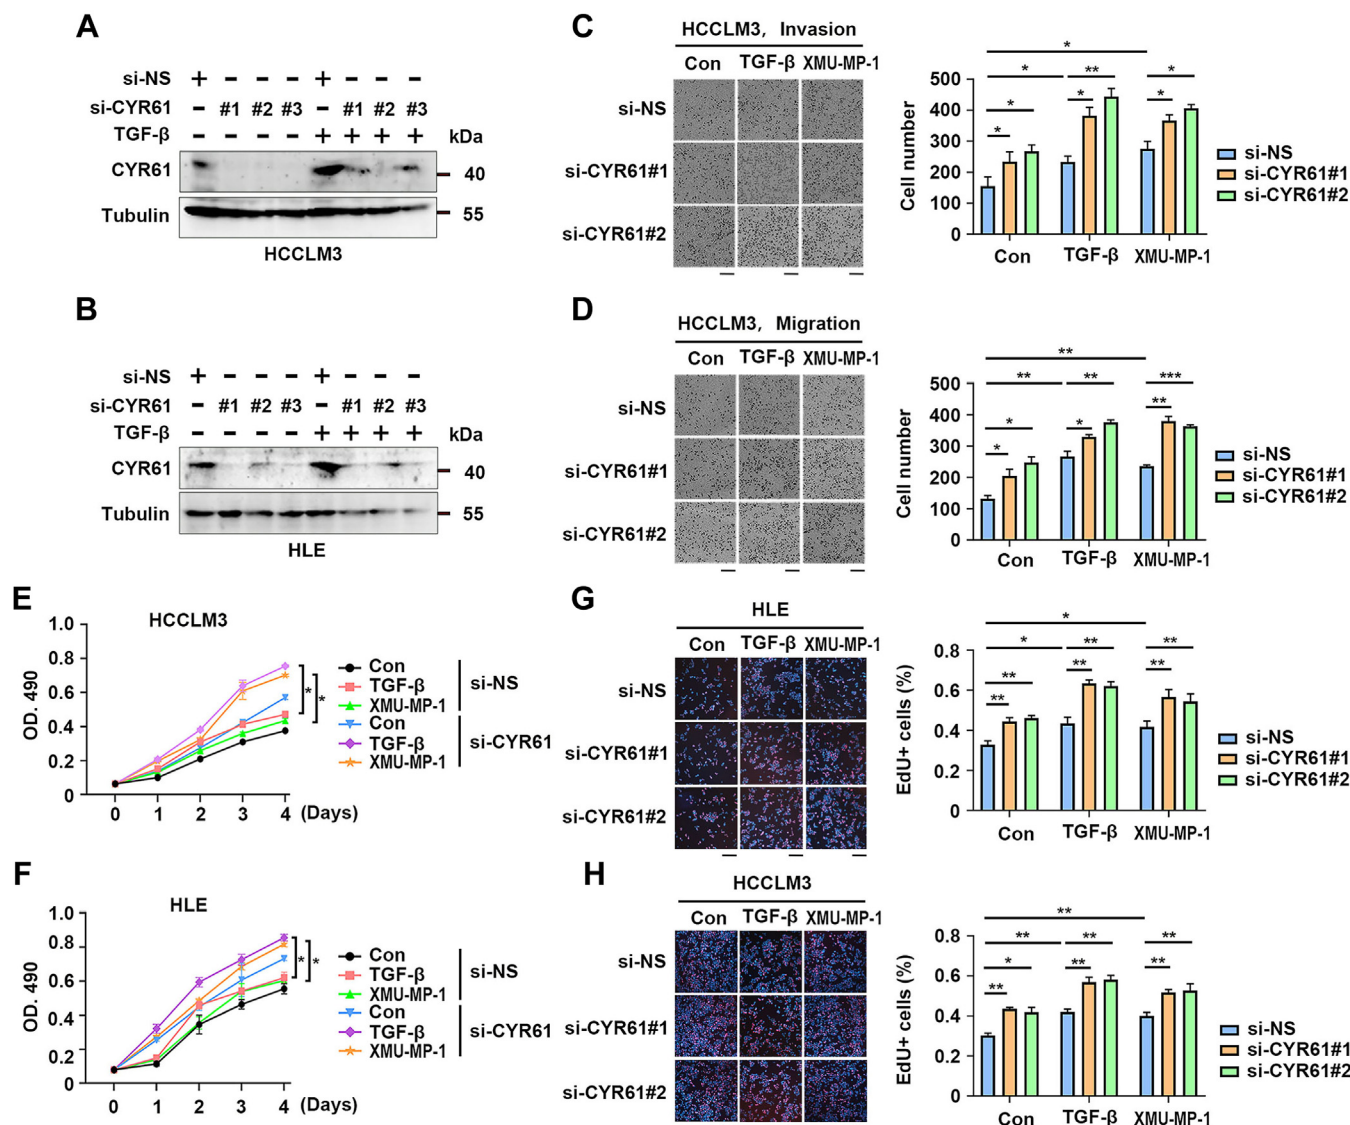 A
si-NS + − − − + − − −
si-CYR61 − #1 #2 #3 − #1 #2 #3
TGF-β − − − − + + + + kDa
CYR61 40
Tubulin 55
HCCLM3
B
si-NS + − − − + − − −
si-CYR61 − #1 #2 #3 − #1 #2 #3
TGF-β − − − − + + + + kDa
CYR61 40
Tubulin 55
HLE
C
HCCLM3, Invasion
Con TGF-β XMU-MP-1
si-NS
si-CYR61#1
si-CYR61#2
Cell number
500
400
300
200
100
0
* * ** *
* * * *
Con TGF-β XMU-MP-1
si-NS
si-CYR61#1
si-CYR61#2
D
HCCLM3, Migration
Con TGF-β XMU-MP-1
si-NS
si-CYR61#1
si-CYR61#2
Cell number
500
400
300
200
100
0
**
** ** ***
* * * **
Con TGF-β XMU-MP-1
si-NS
si-CYR61#1
si-CYR61#2
E
HCCLM3
OD. 490
1.0
0.8
0.6
0.4
0.2
0
0 1 2 3 4 (Days)
* *
Con
TGF-β si-NS
XMU-MP-1
Con
TGF-β si-CYR61
XMU-MP-1
F
HLE
OD. 490
1.0
0.8
0.6
0.4
0.2
0
0 1 2 3 4 (Days)
* *
Con
TGF-β si-NS
XMU-MP-1
Con
TGF-β si-CYR61
XMU-MP-1
G
HLE
Con TGF-β XMU-MP-1
si-NS
si-CYR61#1
si-CYR61#2
EdU+ cells (%)
0.8
0.6
0.4
0.2
0
*
* ** **
** ** ** **
Con TGF-β XMU-MP-1
si-NS
si-CYR61#1
si-CYR61#2
H
HCCLM3
Con TGF-β XMU-MP-1
si-NS
si-CYR61#1
si-CYR61#2
EdU+ cells (%)
0.8
0.6
0.4
0.2
0
**
** ** **
* ** ** **
Con TGF-β XMU-MP-1
si-NS
si-CYR61#1
si-CYR61#2